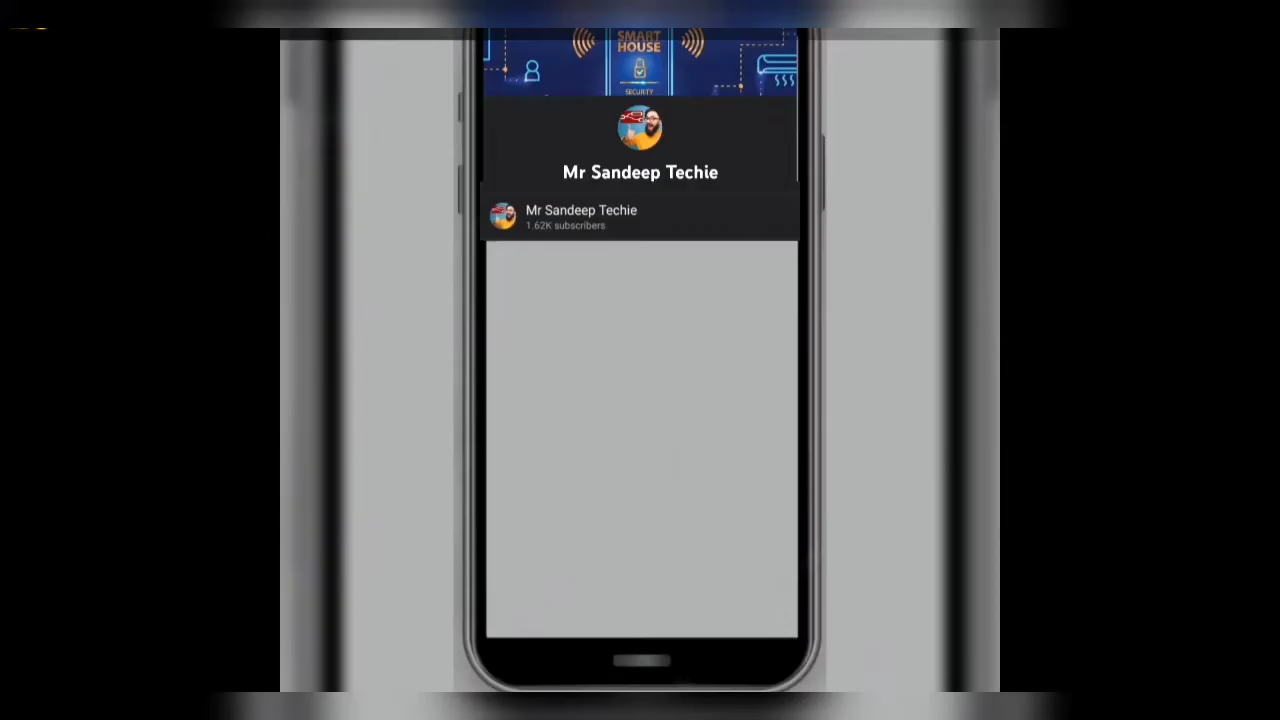 SMART
HOUSE
SECURITY
Mr Sandeep Techie
Mr Sandeep Techie
1.62K subscribers